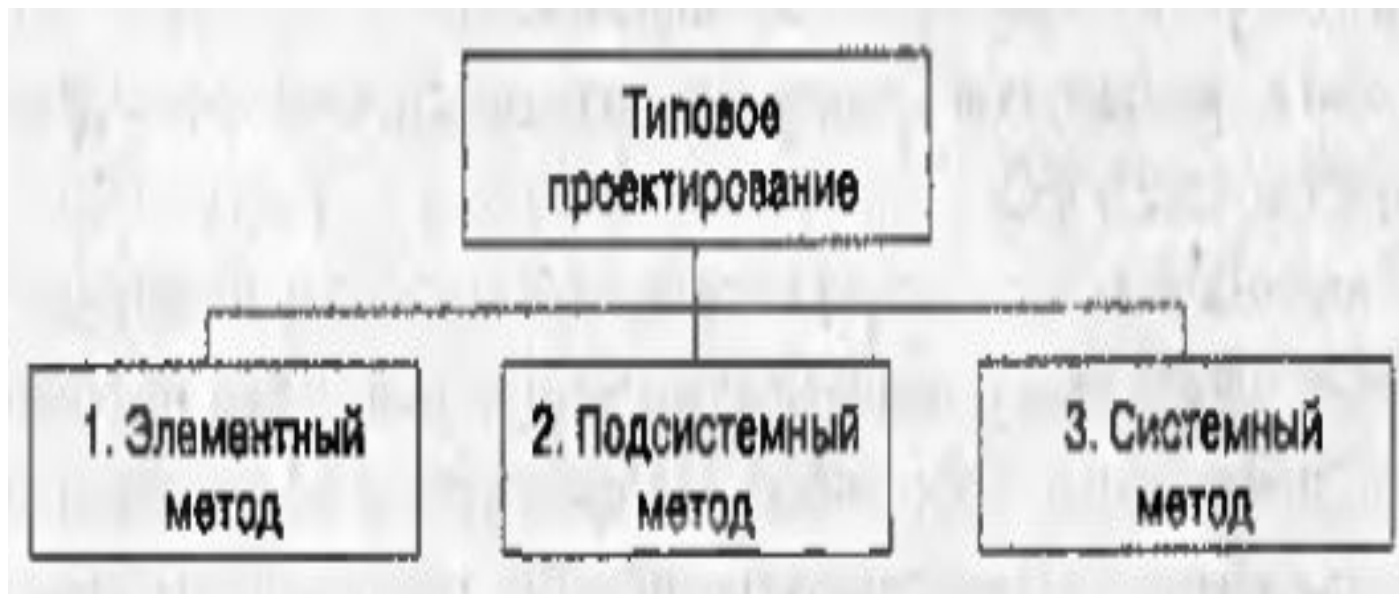 Типовое
проектирование
1. Элементный
метод
2. Подсистемный
метод
3. Системный
метод